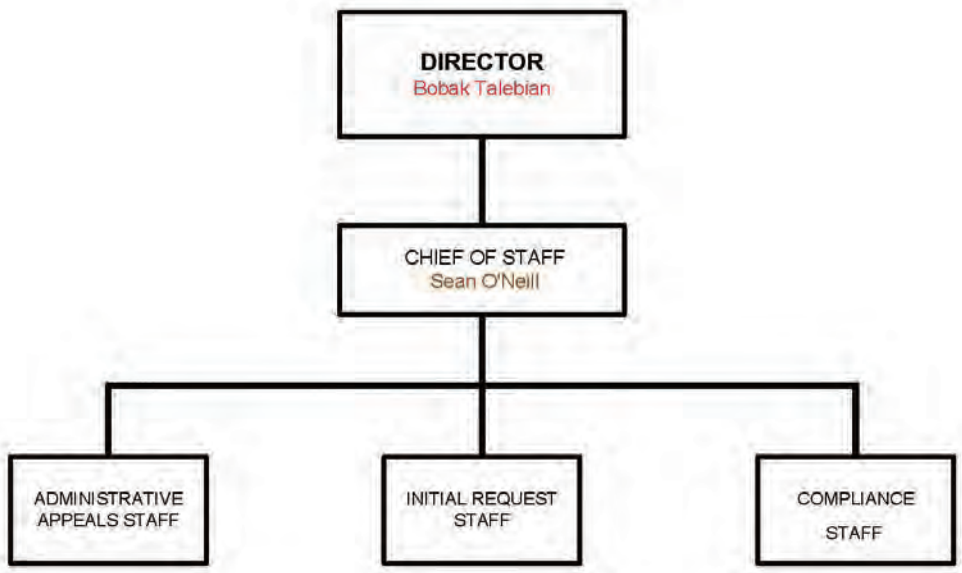 DIRECTOR
Bobak Talebian
CHIEF OF STAFF
Sean O'Neill
ADMINISTRATIVE
APPEALS STAFF
INITIAL REQUEST
STAFF
COMPLIANCE
STAFF